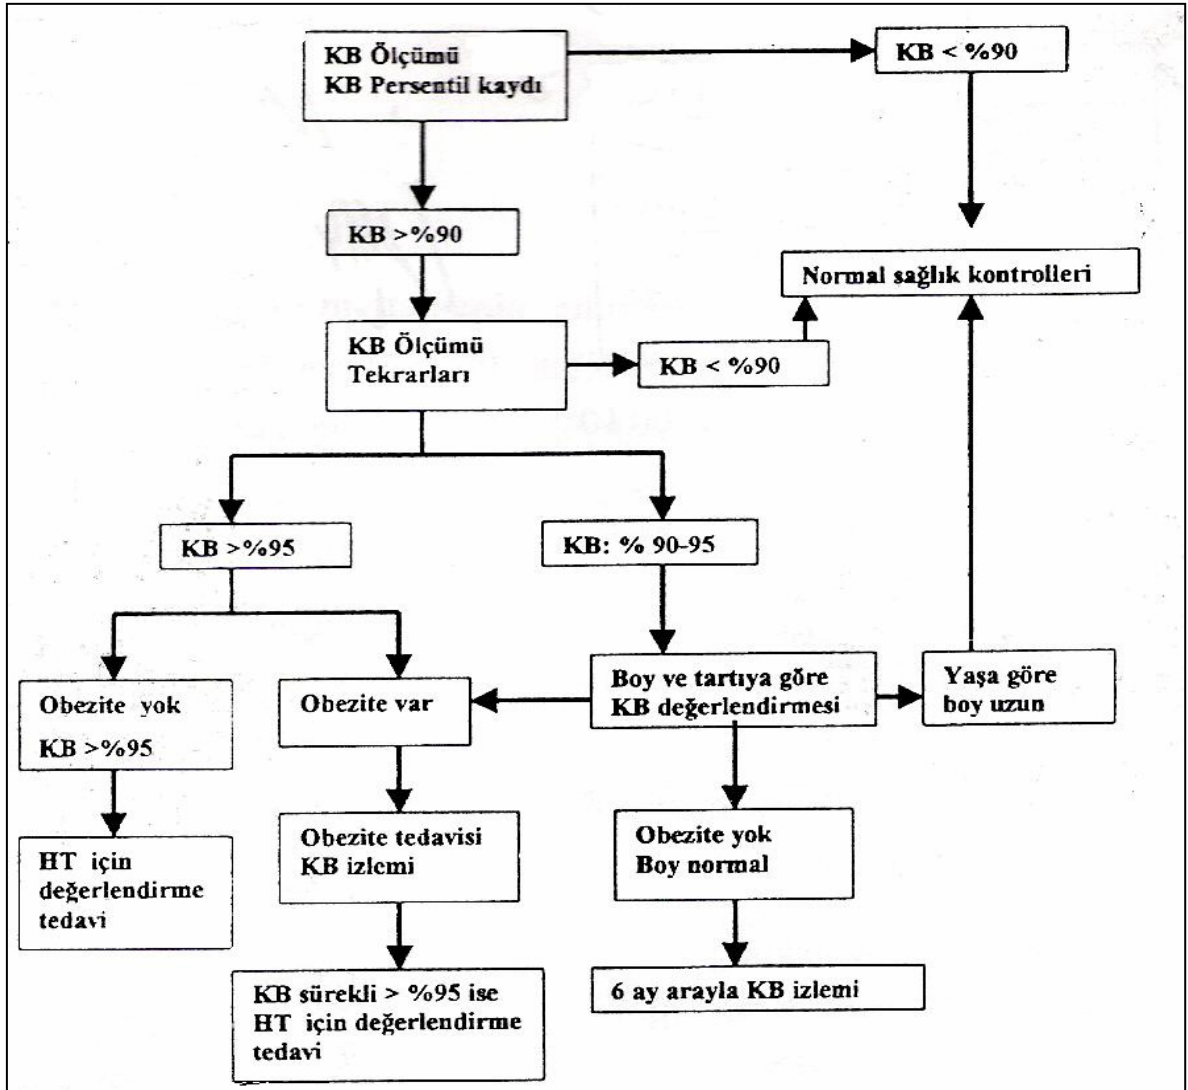 KB Ölçümü
KB Persentil kaydı
KB < %90
KB >%90
Normal sağlık kontrolleri
KB Ölçümü
Tekrarları
KB < %90
KB >%95
KB: % 90-95
Obezite yok
KB >%95
Obezite var
Boy ve tartıya göre
KB değerlendirmesi
Yaşa göre
boy uzun
HT için
değerlendirme
tedavi
Obezite tedavisi
KB izlemi
Obezite yok
Boy normal
KB sürekli > %95 ise
HT için değerlendirme
tedavi
6 ay arayla KB izlemi